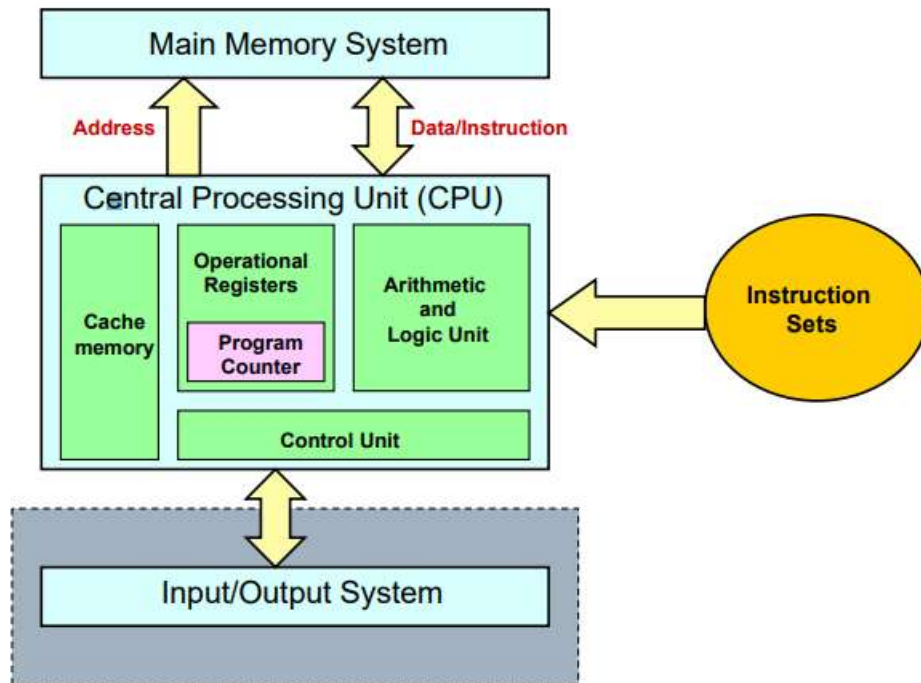 Main Memory System
Address
Data/Instruction
Central Processing Unit (CPU)
Cache
memory
Operational
Registers
Program
Counter
Arithmetic
and
Logic Unit
Control Unit
Instruction
Sets
Input/Output System